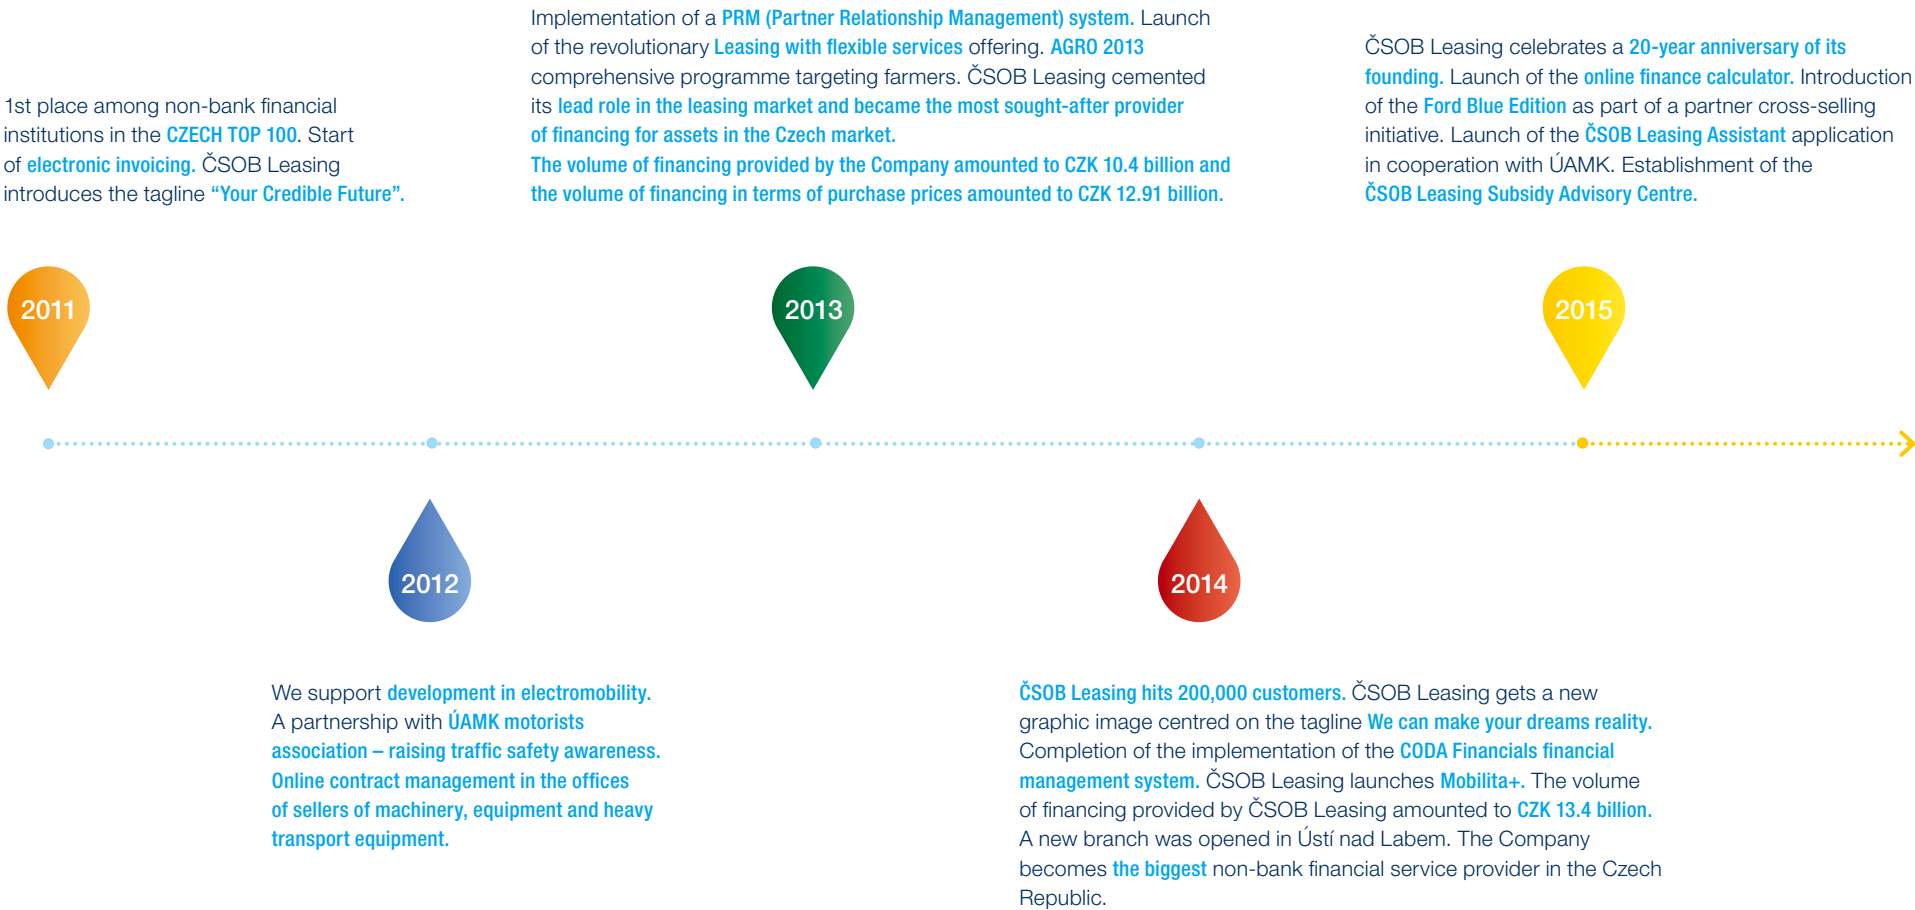 1st place among non-bank financial
institutions in the CZECH TOP 100. Start
of electronic invoicing. ČSOB Leasing
introduces the tagline “Your Credible Future”.
2011
We support development in electromobility.
A partnership with ÚAMK motorists
association – raising traffic safety awareness.
Online contract management in the offices
of sellers of machinery, equipment and heavy
transport equipment.
2012
Implementation of a PRM (Partner Relationship Management) system. Launch
of the revolutionary Leasing with flexible services offering. AGRO 2013
comprehensive programme targeting farmers. ČSOB Leasing cemented
its lead role in the leasing market and became the most sought-after provider
of financing for assets in the Czech market.
The volume of financing provided by the Company amounted to CZK 10.4 billion and
the volume of financing in terms of purchase prices amounted to CZK 12.91 billion.
2013
2014
ČSOB Leasing hits 200,000 customers. ČSOB Leasing gets a new
graphic image centred on the tagline We can make your dreams reality.
Completion of the implementation of the CODA Financials financial
management system. ČSOB Leasing launches Mobilita+. The volume
of financing provided by ČSOB Leasing amounted to CZK 13.4 billion.
A new branch was opened in Ústí nad Labem. The Company
becomes the biggest non-bank financial service provider in the Czech
Republic.
ČSOB Leasing celebrates a 20-year anniversary of its
founding. Launch of the online finance calculator. Introduction
of the Ford Blue Edition as part of a partner cross-selling
initiative. Launch of the ČSOB Leasing Assistant application
in cooperation with ÚAMK. Establishment of the
ČSOB Leasing Subsidy Advisory Centre.
2015